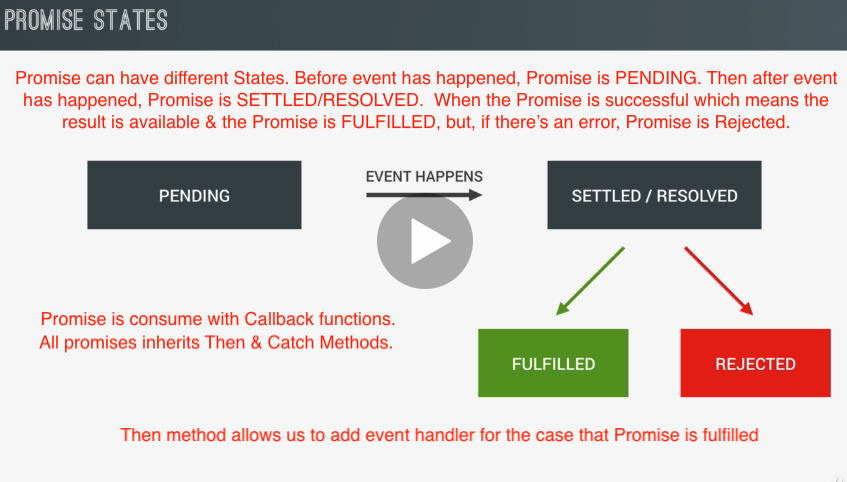 PROMISE STATES
Promise can have different States. Before event has happened, Promise is PENDING. Then after event
has happened, Promise is SETTLED/RESOLVED. When the Promise is successful which means the
result is available & the Promise is FULFILLED, but, if there's an error, Promise is Rejected.
EVENT HAPPENS
PENDING
SETTLED / RESOLVED
Promise is consume with Callback functions.
All promises inherits Then & Catch Methods.
FULFILLED
REJECTED
Then method allows us to add event handler for the case that Promise is fulfilled